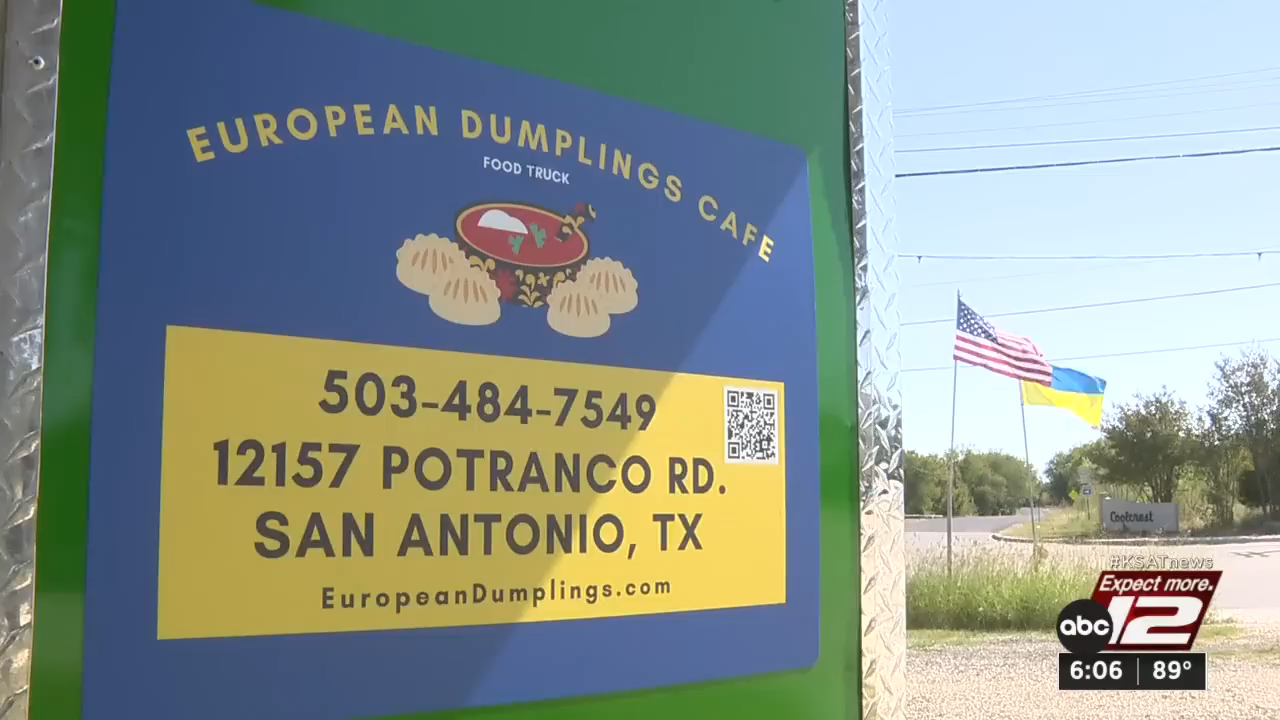 EUROPEAN DUMPLINGS CAFE
FOOD TRUCK
503-484-7549
12157 POTRANCO RD.
SAN ANTONIO, TX
EuropeanDumplings.com
Coolcrest
#KSATnews
Expect more.
abc 12
6:06 89°